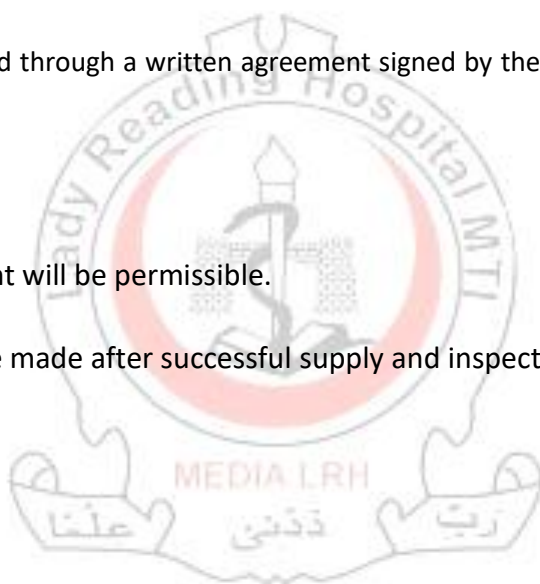 d through a written agreement signed by the
Lady Reading Hospital MTI
t will be permissible.
e made after successful supply and inspect
MEDIA LRH
رَبِّ زِدْنِي عِلْمًا